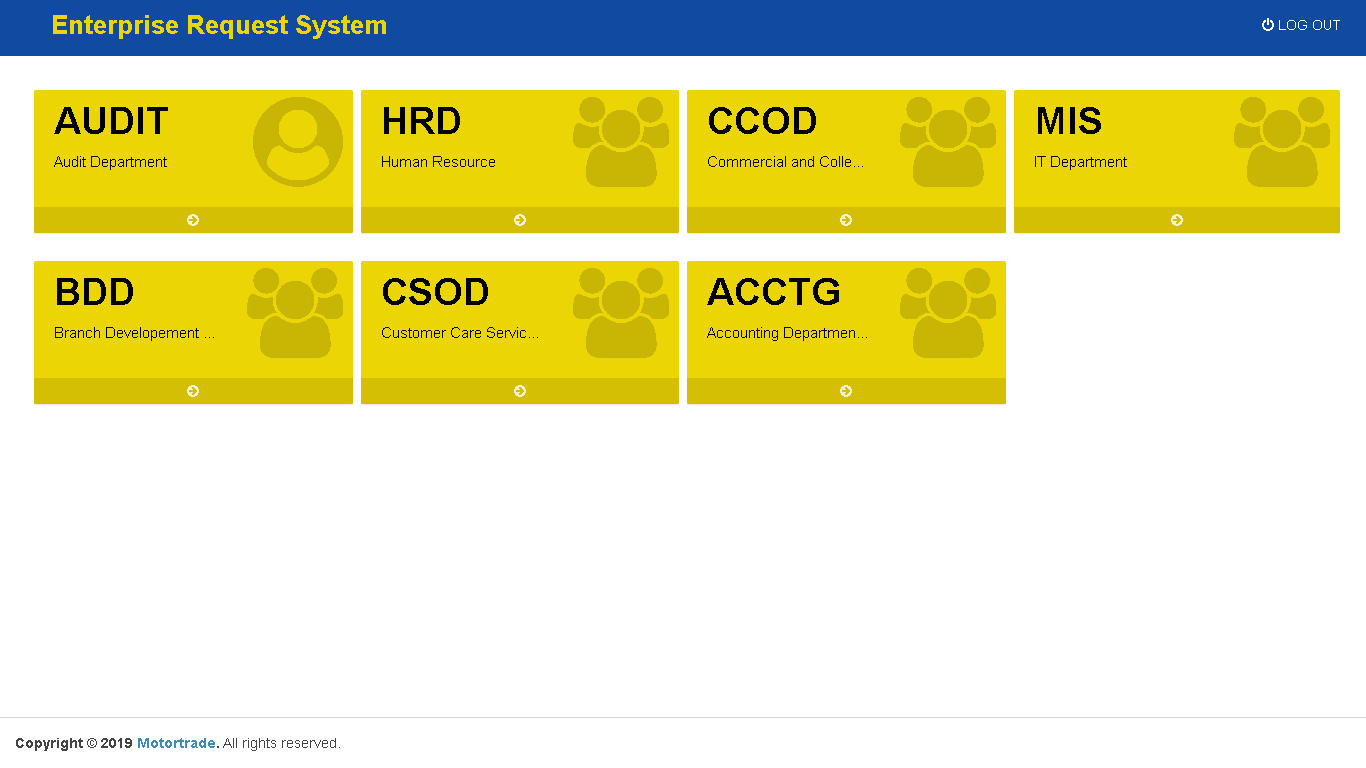 Enterprise Request System
LOG OUT
AUDIT
Audit Department
HRD
Human Resource
CCOD
Commercial and Colle...
MIS
IT Department
BDD
Branch Developement ...
CSOD
Customer Care Servic...
ACCTG
Accounting Departmen...
Copyright © 2019 Motortrade. All rights reserved.